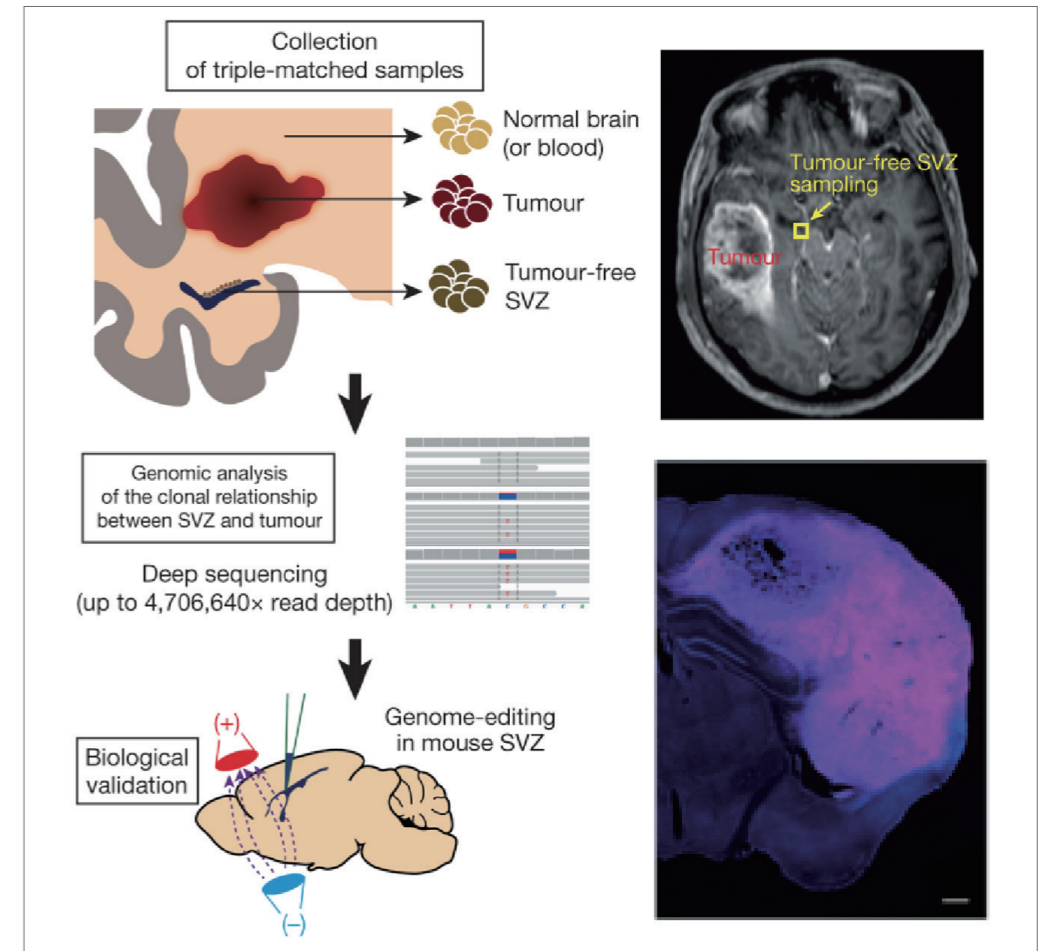 Collection
of triple-matched samples
Normal brain
(or blood)
Tumour
Tumour-free
SVZ
Tumour-free SVZ
sampling
Tumour
Genomic analysis
of the clonal relationship
between SVZ and tumour
Deep sequencing
(up to 4,706,640× read depth)
Biological
validation
(+)
(−)
Genome-editing
in mouse SVZ